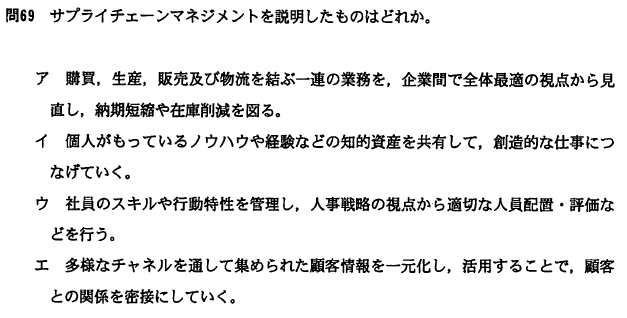 問69 サプライチェーンマネジメントを説明したものはどれか。
ア 購買，生産，販売及び物流を結ぶ一連の業務を，企業間で全体最適の視点から見
直し，納期短縮や在庫削減を図る。
イ 個人がもっているノウハウや経験などの知的資産を共有して，創造的な仕事につ
なげていく。
ウ 社員のスキルや行動特性を管理し，人事戦略の視点から適切な人員配置・評価な
どを行う。
エ 多様なチャネルを通して集められた顧客情報を一元化し，活用することで，顧客
との関係を密接にしていく。